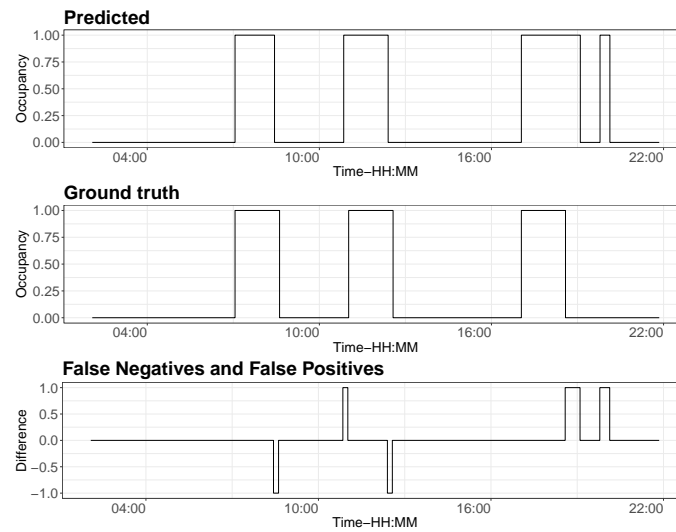 Predicted
1.00
0.75
0.50
0.25
0.00
Occupancy
04:00 10:00 16:00 22:00
Time−HH:MM
Ground truth
1.00
0.75
0.50
0.25
0.00
Occupancy
04:00 10:00 16:00 22:00
Time−HH:MM
False Negatives and False Positives
1.0
0.5
0.0
−0.5
−1.0
Difference
04:00 10:00 16:00 22:00
Time−HH:MM